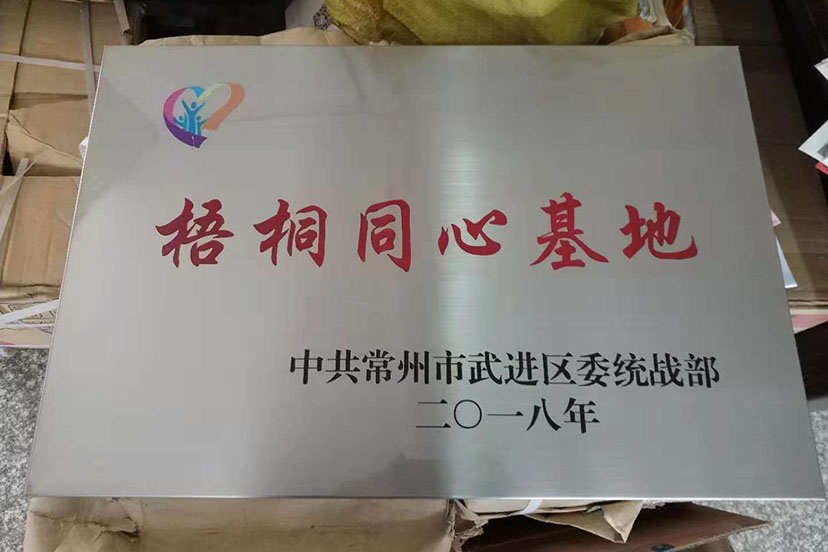 梧桐同心基地
中共常州市武进区委统战部
二〇一八年